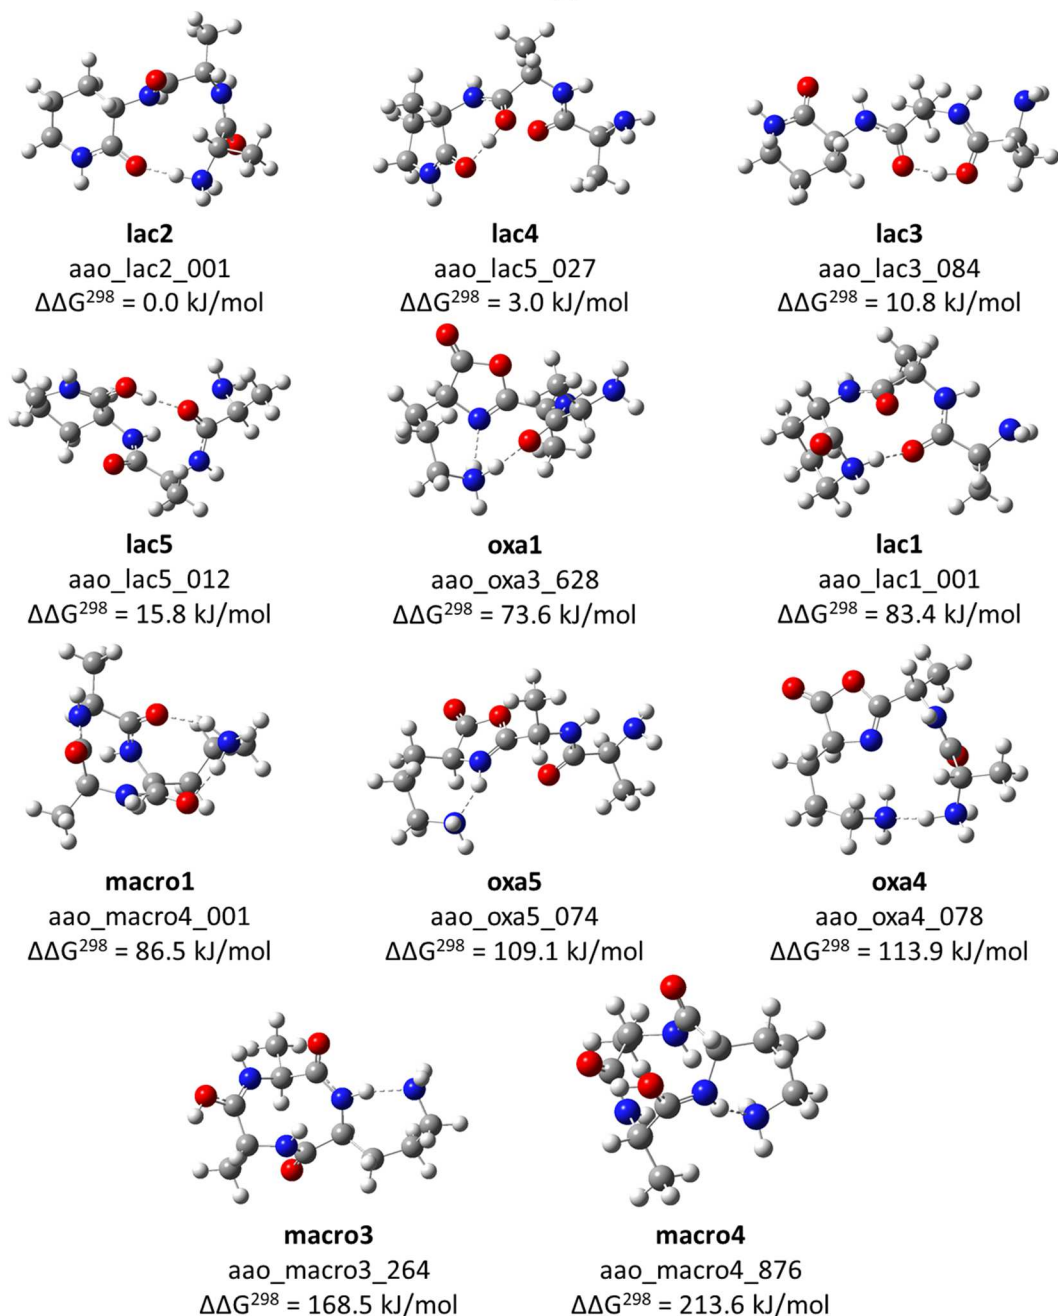 lac2
aao_lac2_001
ΔΔG²⁹⁸ = 0.0 kJ/mol
lac4
aao_lac5_027
ΔΔG²⁹⁸ = 3.0 kJ/mol
lac3
aao_lac3_084
ΔΔG²⁹⁸ = 10.8 kJ/mol
lac5
aao_lac5_012
ΔΔG²⁹⁸ = 15.8 kJ/mol
oxa1
aao_oxa3_628
ΔΔG²⁹⁸ = 73.6 kJ/mol
lac1
aao_lac1_001
ΔΔG²⁹⁸ = 83.4 kJ/mol
macro1
aao_macro4_001
ΔΔG²⁹⁸ = 86.5 kJ/mol
oxa5
aao_oxa5_074
ΔΔG²⁹⁸ = 109.1 kJ/mol
oxa4
aao_oxa4_078
ΔΔG²⁹⁸ = 113.9 kJ/mol
macro3
aao_macro3_264
ΔΔG²⁹⁸ = 168.5 kJ/mol
macro4
aao_macro4_876
ΔΔG²⁹⁸ = 213.6 kJ/mol